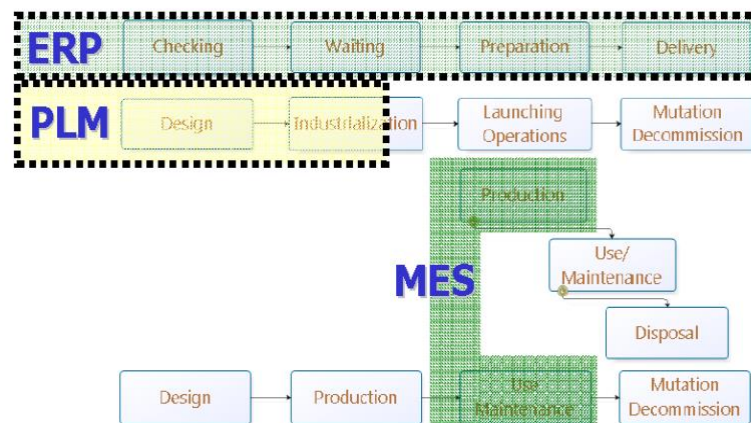 ERP
Checking
Waiting
Preparation
Delivery
PLM
Design
Industrialization
Launching
Operations
Mutation
Decommission
Production
MES
Use/
Maintenance
Disposal
Design
Production
Use
Maintenance
Mutation
Decommission